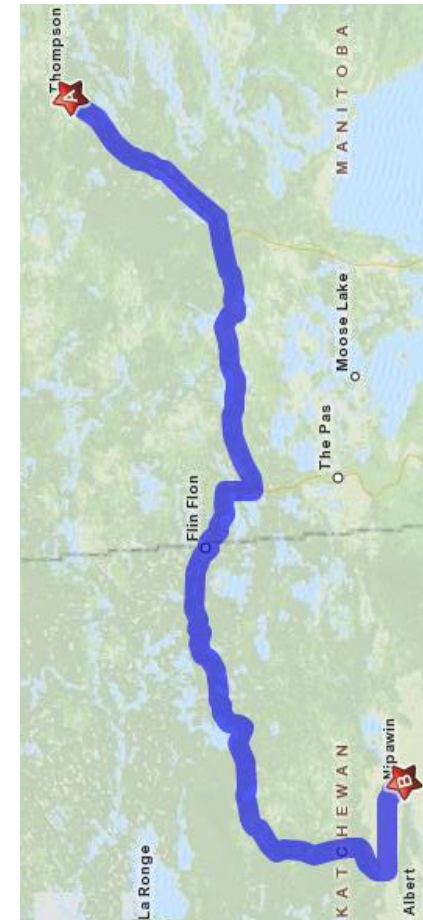 Thompson
A
La Ronge
Flin Flon
The Pas
KATCHEWAN
Moose Lake
MANITOBA
Nipawin
B
Albert